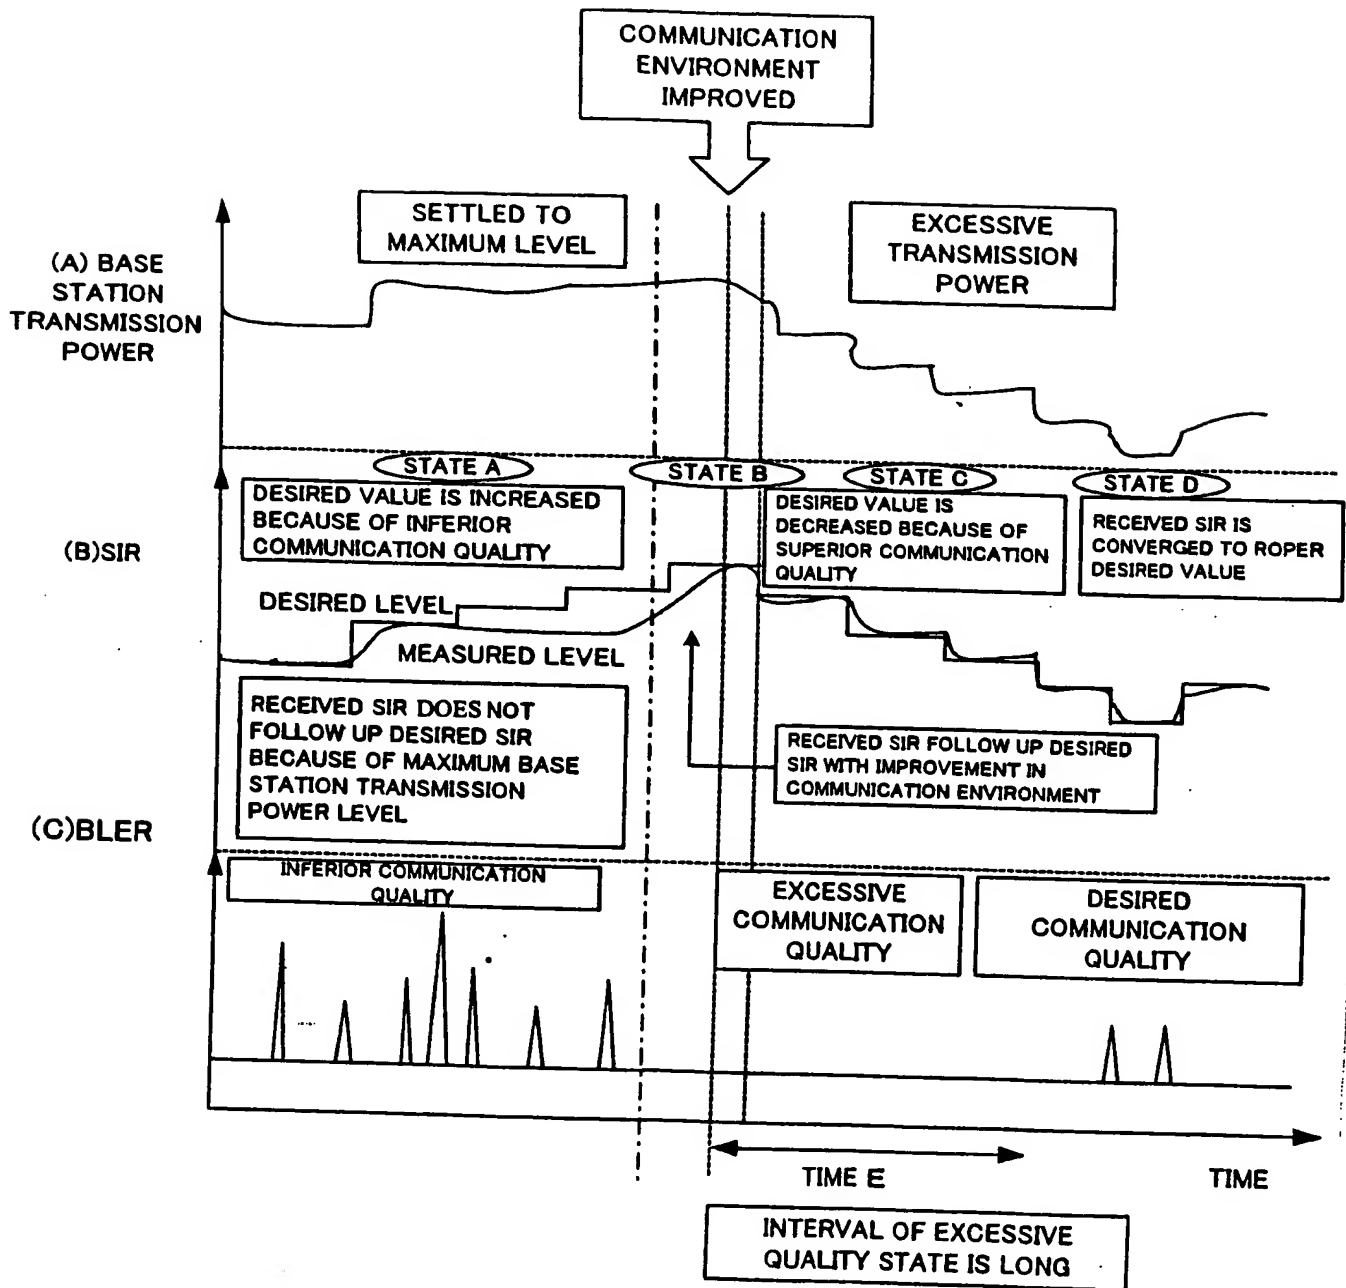 COMMUNICATION
ENVIRONMENT
IMPROVED
SETTLED TO
MAXIMUM LEVEL
EXCESSIVE
TRANSMISSION
POWER
(A) BASE
STATION
TRANSMISSION
POWER
STATE A
STATE B
STATE C
STATE D
DESIRED VALUE IS INCREASED
BECAUSE OF INFERIOR
COMMUNICATION QUALITY
DESIRED VALUE IS
DECREASED BECAUSE OF
SUPERIOR COMMUNICATION
QUALITY
RECEIVED SIR IS
CONVERGED TO ROPER
DESIRED VALUE
(B)SIR
DESIRED LEVEL
MEASURED LEVEL
RECEIVED SIR DOES NOT
FOLLOW UP DESIRED SIR
BECAUSE OF MAXIMUM BASE
STATION TRANSMISSION
POWER LEVEL
RECEIVED SIR FOLLOW UP DESIRED
SIR WITH IMPROVEMENT IN
COMMUNICATION ENVIRONMENT
(C)BLER
INFERIOR COMMUNICATION
QUALITY
EXCESSIVE
COMMUNICATION
QUALITY
DESIRED
COMMUNICATION
QUALITY
TIME E
TIME
INTERVAL OF EXCESSIVE
QUALITY STATE IS LONG